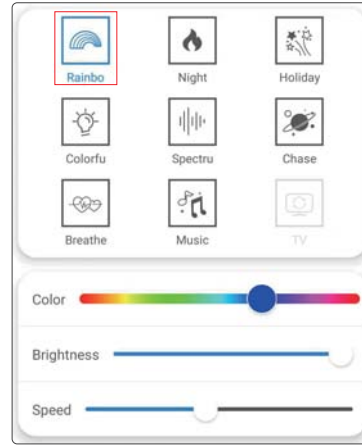 Rainbo Night Holiday
Colorfu Spectru Chase
Breathe Music TV
Color
Brightness
Speed